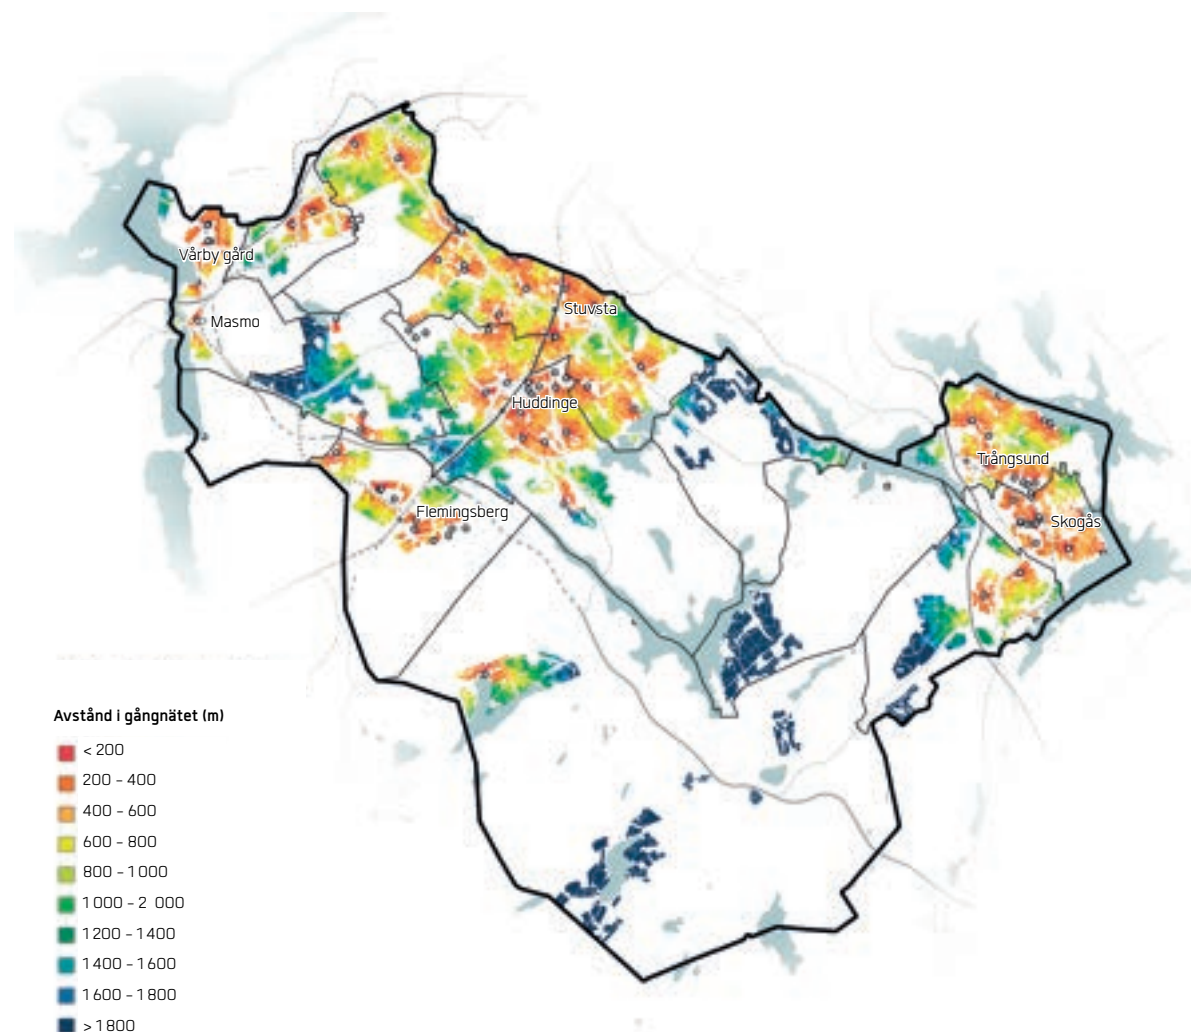 Vårby gård
Masmo
Stuvsta
Huddinge
Trångsund
Skogås
Flemingsberg
Avstånd i gångnätet (m)
< 200
200 - 400
400 - 600
600 - 800
800 - 1000
1000 - 2 000
1200 - 1400
1400 - 1600
1600 - 1800
> 1800